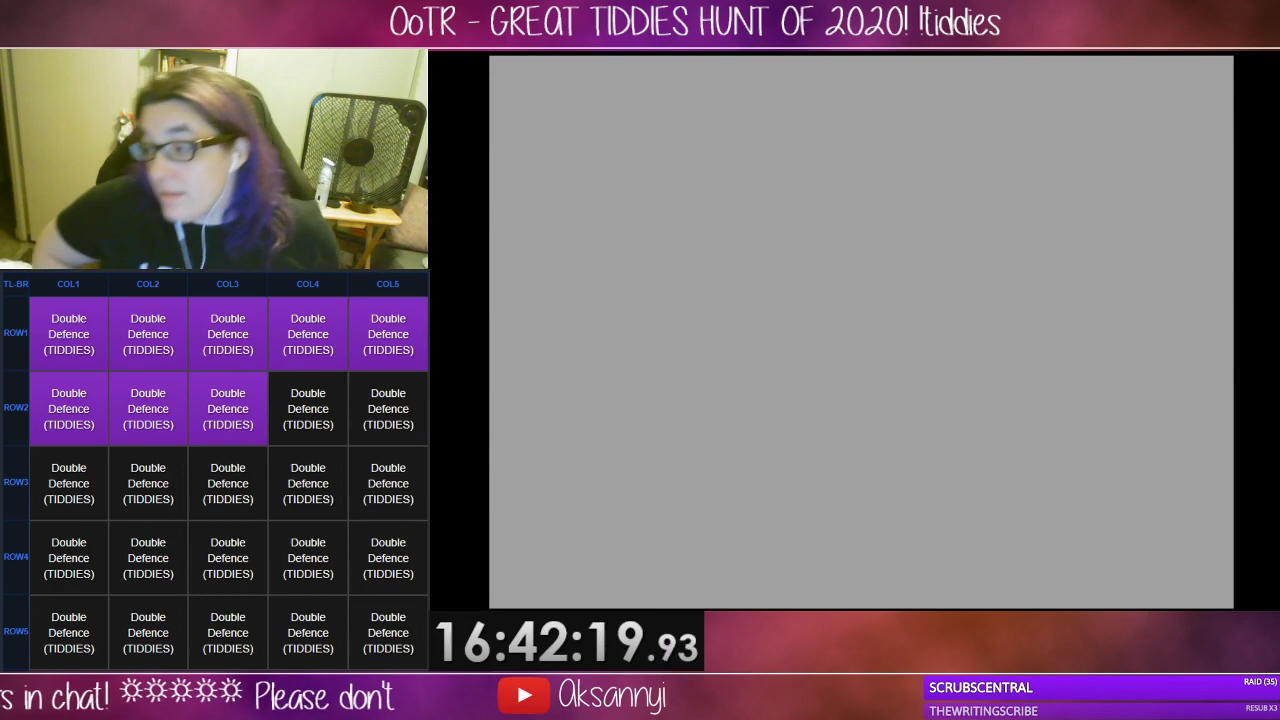 OoTR - GREAT TIDDIES HUNT OF 2020! !tiddies
TL-BR COL1 COL2 COL3 COL4 COL5
ROW1
Double Double Double Double Double
Defence Defence Defence Defence Defence
(TIDDIES) (TIDDIES) (TIDDIES) (TIDDIES) (TIDDIES)
ROW2
Double Double Double Double Double
Defence Defence Defence Defence Defence
(TIDDIES) (TIDDIES) (TIDDIES) (TIDDIES) (TIDDIES)
ROW3
Double Double Double Double Double
Defence Defence Defence Defence Defence
(TIDDIES) (TIDDIES) (TIDDIES) (TIDDIES) (TIDDIES)
ROW4
Double Double Double Double Double
Defence Defence Defence Defence Defence
(TIDDIES) (TIDDIES) (TIDDIES) (TIDDIES) (TIDDIES)
ROW5
Double Double Double Double Double
Defence Defence Defence Defence Defence
(TIDDIES) (TIDDIES) (TIDDIES) (TIDDIES) (TIDDIES)
16:42:19.93
rs in chat! ☼☼☼☼☼ Please don't
Aksannyi
SCRUBSCENTRAL RAID (35)
THEWRITINGSCRIBE RESUB X3